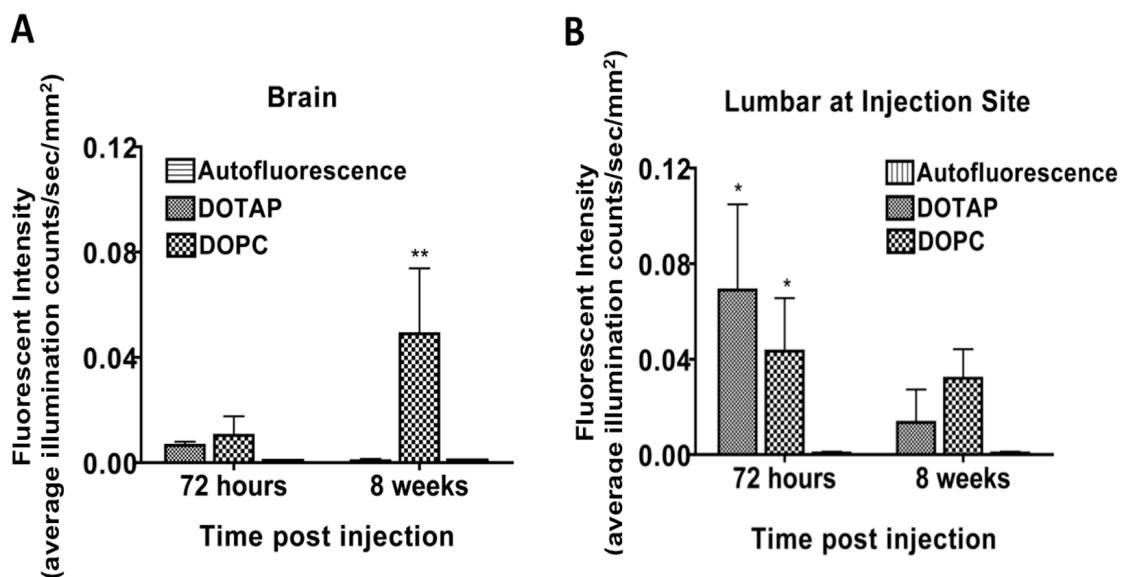 A
Brain
Fluorescent Intensity
(average illumination counts/sec/mm²)
0.12
0.08
0.04
0.00
Autofluorescence
DOTAP
DOPC
**
72 hours
8 weeks
Time post injection
B
Lumbar at Injection Site
Fluorescent Intensity
(average illumination counts/sec/mm²)
0.12
0.08
0.04
0.00
Autofluorescence
DOTAP
DOPC
*
*
72 hours
8 weeks
Time post injection